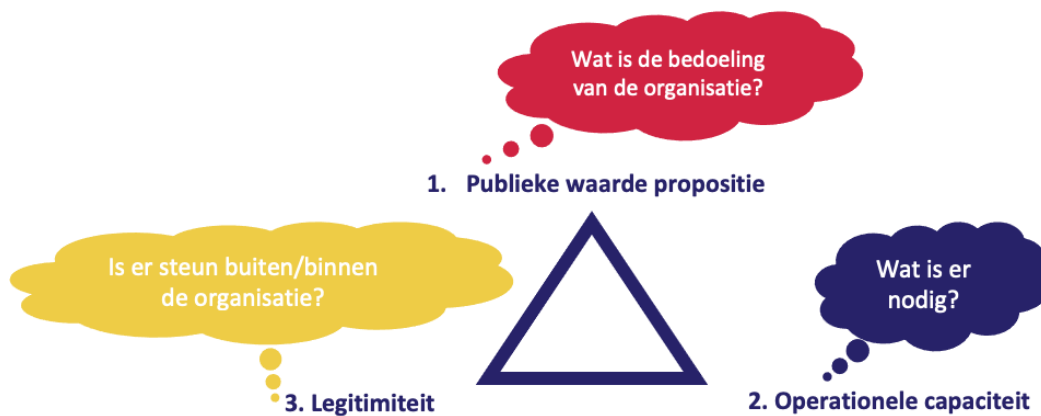 Wat is de bedoeling
van de organisatie?
1. Publieke waarde propositie
Is er steun buiten/binnen
de organisatie?
Wat is er
nodig?
3. Legitimiteit
2. Operationele capaciteit